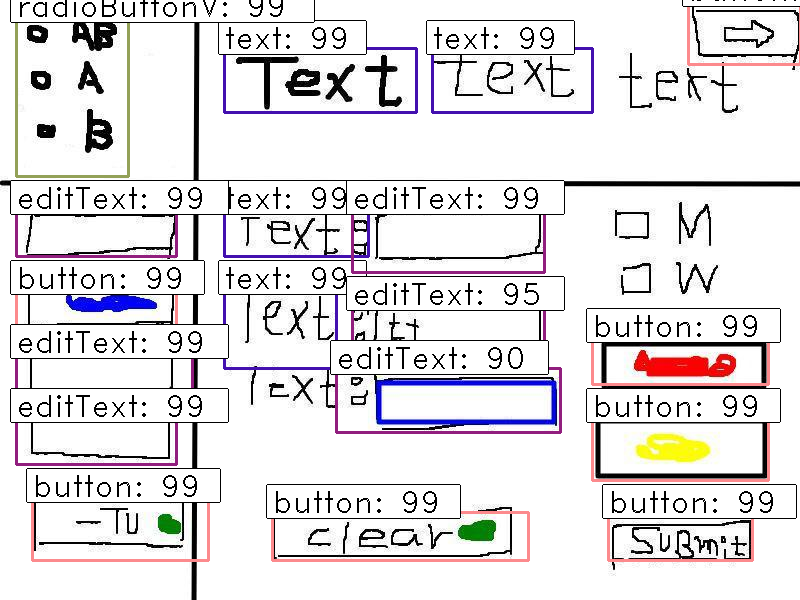 radioButtonV: 99
AB
A
B
text: 99
Text
text: 99
text
text
editText: 99
text: 99
Text
editText: 99
M
W
button: 99
text: 99
Text
editText: 95
editText: 99
button: 99
editText: 90
Text
editText: 99
button: 99
button: 99
-TU
button: 99
clear
button: 99
SUBmit